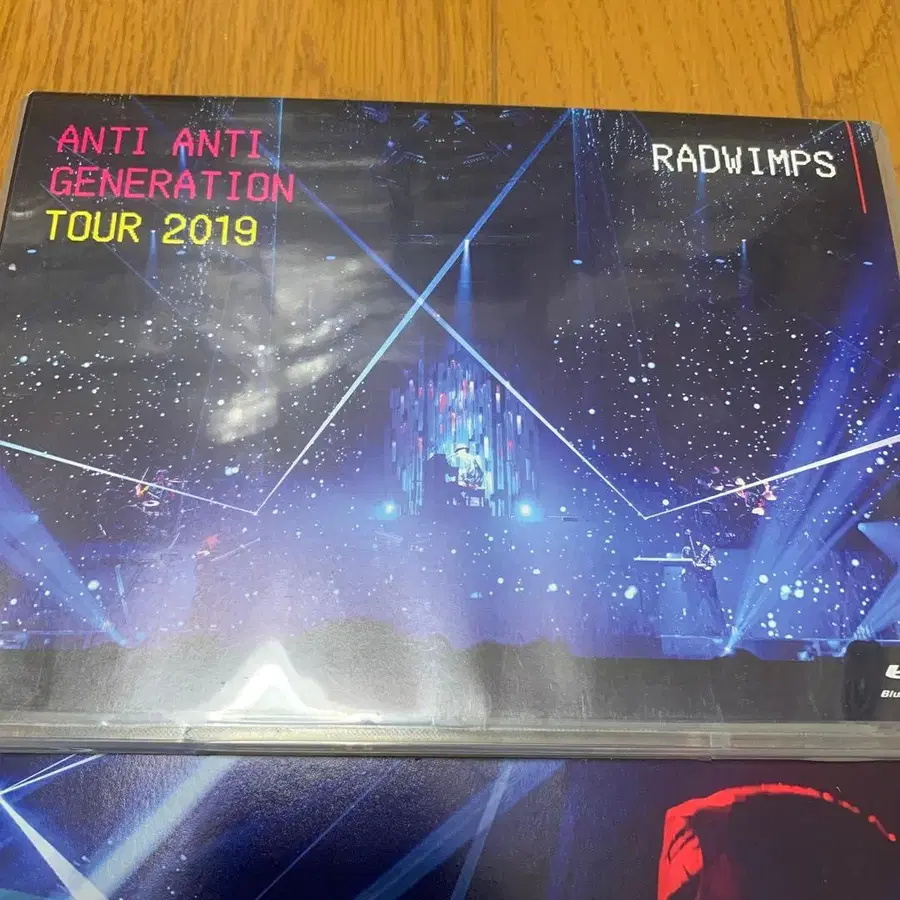 ANTI ANTI
GENERATION
TOUR 2019
RADWIMPS